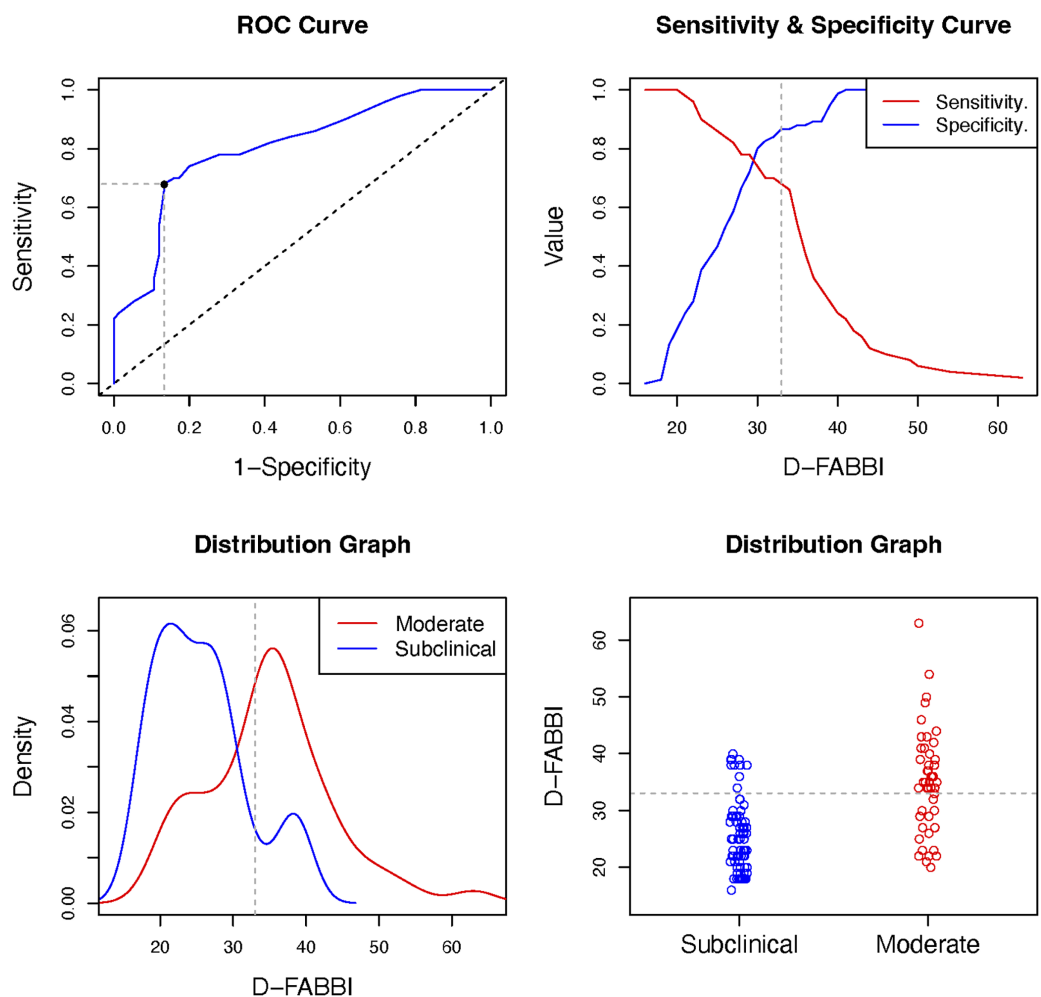 ROC Curve
Sensitivity
0.0
0.2
0.4
0.6
0.8
1.0
0.0 0.2 0.4 0.6 0.8 1.0
1−Specificity
Sensitivity & Specificity Curve
Value
0.0
0.2
0.4
0.6
0.8
1.0
Sensitivity.
Specificity.
20 30 40 50 60
D−FABBI
Distribution Graph
Density
0.00
0.02
0.04
0.06
Moderate
Subclinical
20 30 40 50 60
D−FABBI
Distribution Graph
D−FABBI
20
30
40
50
60
Subclinical Moderate